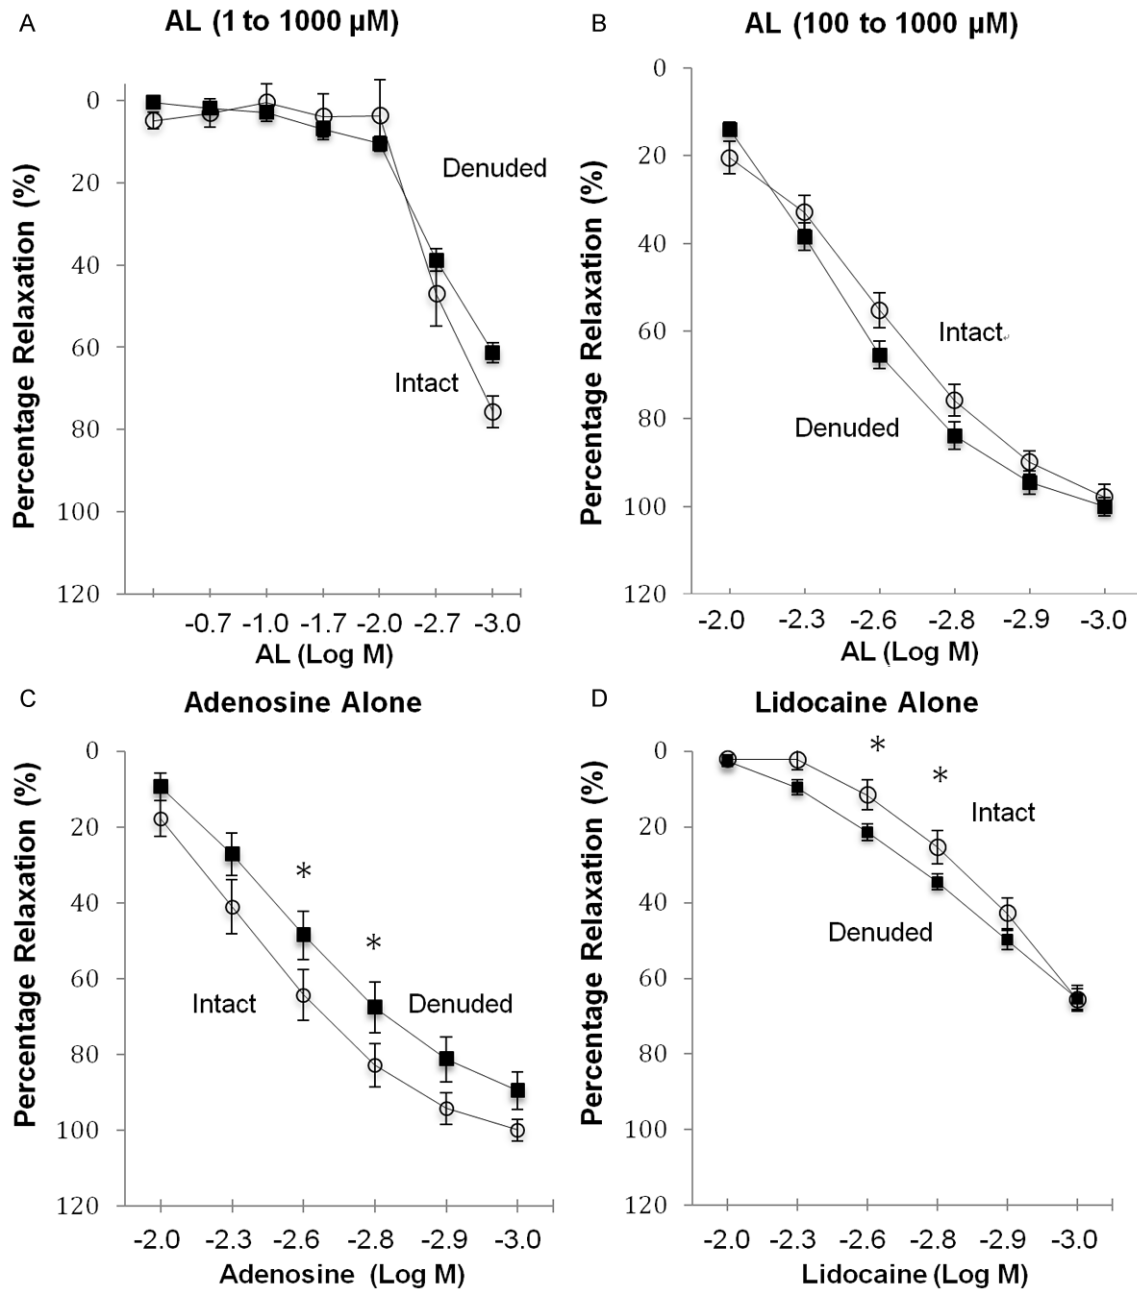 A
AL (1 to 1000 µM)
Percentage Relaxation (%)
0
20
40
60
80
100
120
Denuded
Intact
-0.7 -1.0 -1.7 -2.0 -2.7 -3.0
AL (Log M)
B
AL (100 to 1000 µM)
Percentage Relaxation (%)
0
20
40
60
80
100
120
Intact
Denuded
-2.0 -2.3 -2.6 -2.8 -2.9 -3.0
AL (Log M)
C
Adenosine Alone
Percentage Relaxation (%)
0
20
40
60
80
100
120
*
*
Intact
Denuded
-2.0 -2.3 -2.6 -2.8 -2.9 -3.0
Adenosine (Log M)
D
Lidocaine Alone
Percentage Relaxation (%)
0
20
40
60
80
100
120
*
*
Intact
Denuded
-2.0 -2.3 -2.6 -2.8 -2.9 -3.0
Lidocaine (Log M)